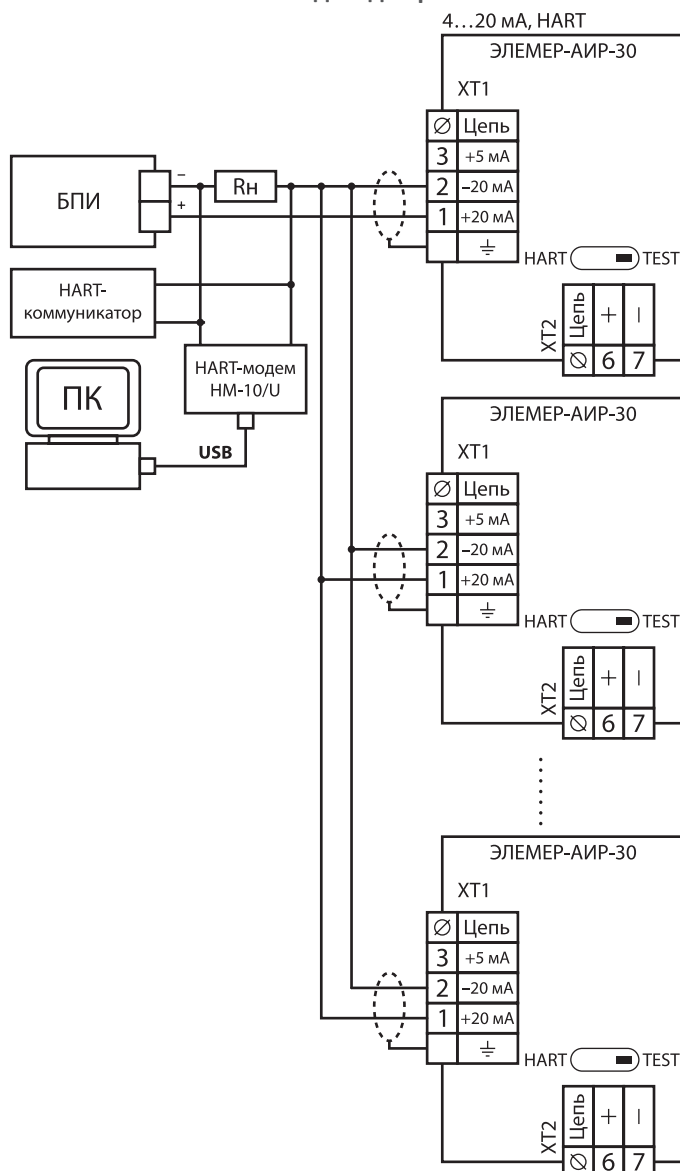 4...20 мА, HART
ЭЛЕМЕР-АИР-30
XT1
∅ Цепь
3 +5 мА
2 –20 мА
1 +20 мА
HART TEST
XT2
∅ Цепь
6 +
7 –
БПИ
–
+
Rн
HART-
коммуникатор
HART-модем
HM-10/U
ПК
USB
ЭЛЕМЕР-АИР-30
XT1
∅ Цепь
3 +5 мА
2 –20 мА
1 +20 мА
HART TEST
XT2
∅ Цепь
6 +
7 –
ЭЛЕМЕР-АИР-30
XT1
∅ Цепь
3 +5 мА
2 –20 мА
1 +20 мА
HART TEST
XT2
∅ Цепь
6 +
7 –